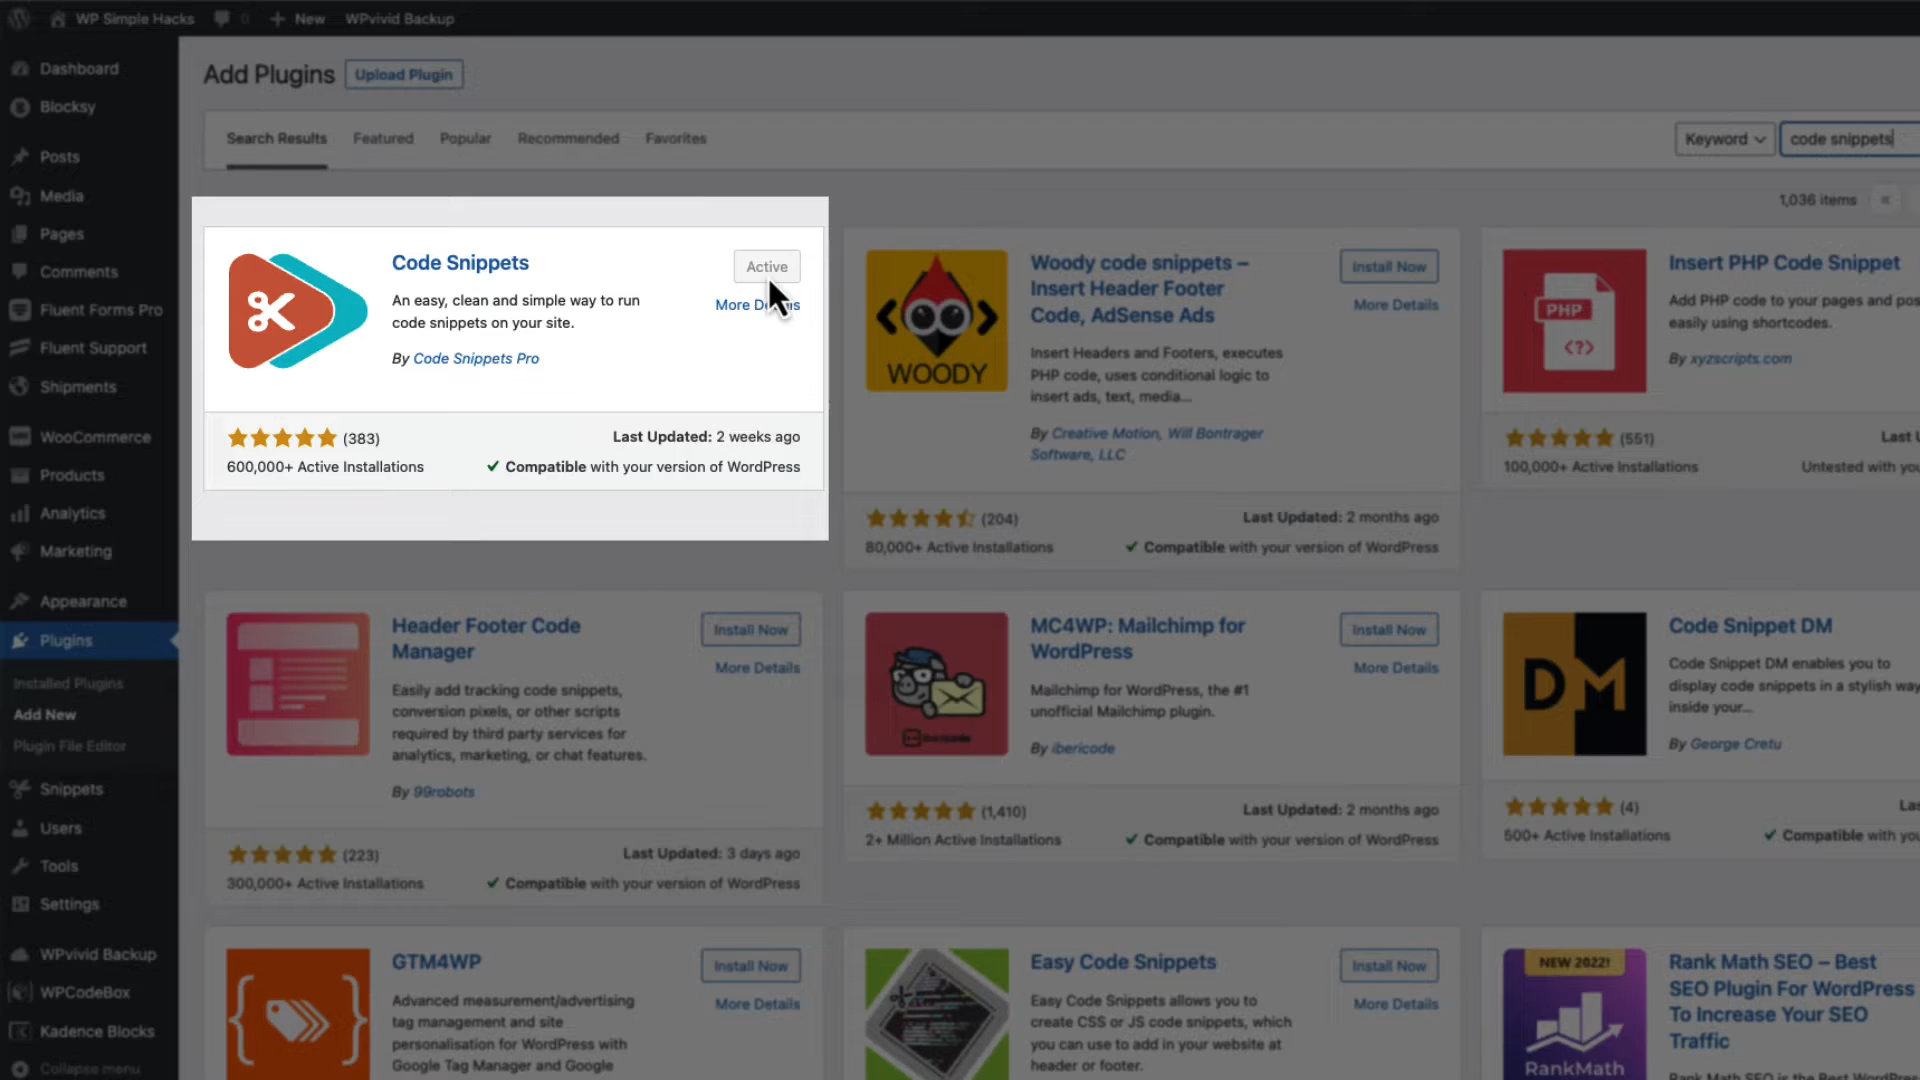 WP Simple Hacks
0
New
WPvivid Backup
Dashboard
Blocksy
Posts
Media
Pages
Comments
Fluent Forms Pro
Fluent Support
Shipments
WooCommerce
Products
Analytics
Marketing
Appearance
Plugins
Installed Plugins
Add New
Plugin File Editor
Snippets
Users
Tools
Settings
WPvivid Backup
WPCodeBox
Kadence Blocks
Collapse menu
Add Plugins
Upload Plugin
Search Results
Featured
Popular
Recommended
Favorites
Keyword
code snippets
1,036 items
«
Code Snippets
Active
More Details
An easy, clean and simple way to run
code snippets on your site.
By Code Snippets Pro
(383)
Last Updated: 2 weeks ago
600,000+ Active Installations
Compatible with your version of WordPress
WOODY
Woody code snippets –
Insert Header Footer
Code, AdSense Ads
Install Now
More Details
Insert Headers and Footers, executes
PHP code, uses conditional logic to
insert ads, text, media...
By Creative Motion, Will Bontrager
Software, LLC
(204)
Last Updated: 2 months ago
80,000+ Active Installations
Compatible with your version of WordPress
PHP
<?>
Insert PHP Code Snippet
Add PHP code to your pages and pos
easily using shortcodes.
By xyzscripts.com
(551)
Last U
100,000+ Active Installations
Untested with you
Header Footer Code
Manager
Install Now
More Details
Easily add tracking code snippets,
conversion pixels, or other scripts
required by third party services for
analytics, marketing, or chat features.
By 99robots
(223)
Last Updated: 3 days ago
300,000+ Active Installations
Compatible with your version of WordPress
ibericode
MC4WP: Mailchimp for
WordPress
Install Now
More Details
Mailchimp for WordPress, the #1
unofficial Mailchimp plugin.
By ibericode
(1,410)
Last Updated: 2 months ago
2+ Million Active Installations
Compatible with your version of WordPress
DM
Code Snippet DM
Code Snippet DM enables you to
display code snippets in a stylish way
inside your...
By George Cretu
(4)
Las
500+ Active Installations
Compatible with you
GTM4WP
Install Now
More Details
Advanced measurement/advertising
tag management and site
personalisation for WordPress with
Google Tag Manager and Google
Easy Code Snippets
Install Now
More Details
Easy Code Snippets allows you to
create CSS or JS code snippets, which
you can use to add in your website at
header or footer.
NEW 2022!
RankMath
Rank Math SEO – Best
SEO Plugin For WordPress
To Increase Your SEO
Traffic
Rank Math SEO is the Best WordPres